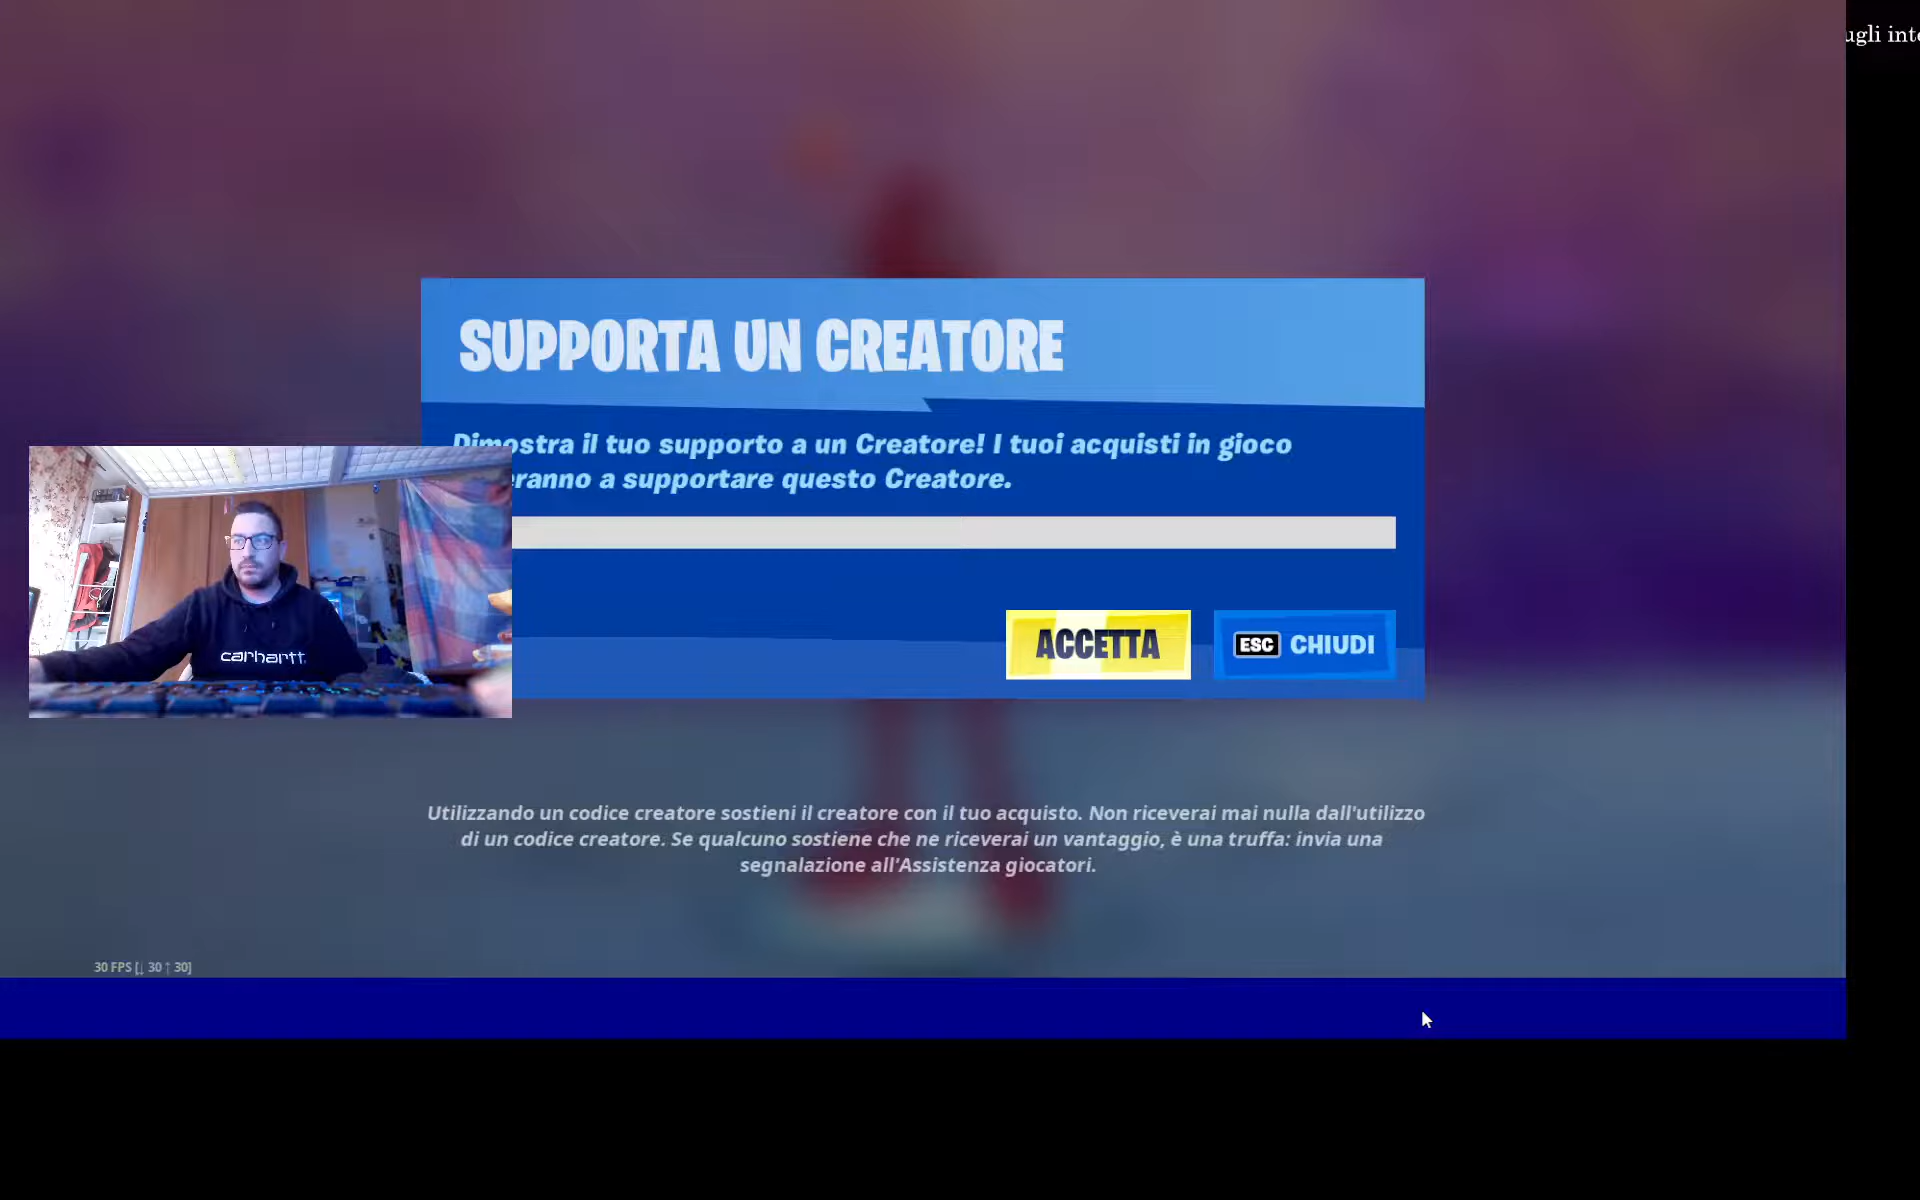 ugli
SUPPORTA UN CREATORE
Dimostra il tuo supporto a un Creatore! I tuoi acquisti in gioco
a supportare questo Creatore.
ACCETTA
ESC CHIUDI
carhartt
Utilizzando un codice creatore sostieni il creatore con il tuo acquisto. Non riceverai mai nulla dall'utilizzo
di un codice creatore. Se qualcuno sostiene che ne riceverai un vantaggio, è una truffa: invia una
segnalazione all'Assistenza giocatori.
30 FPS [↓ 30 ↑ 30]